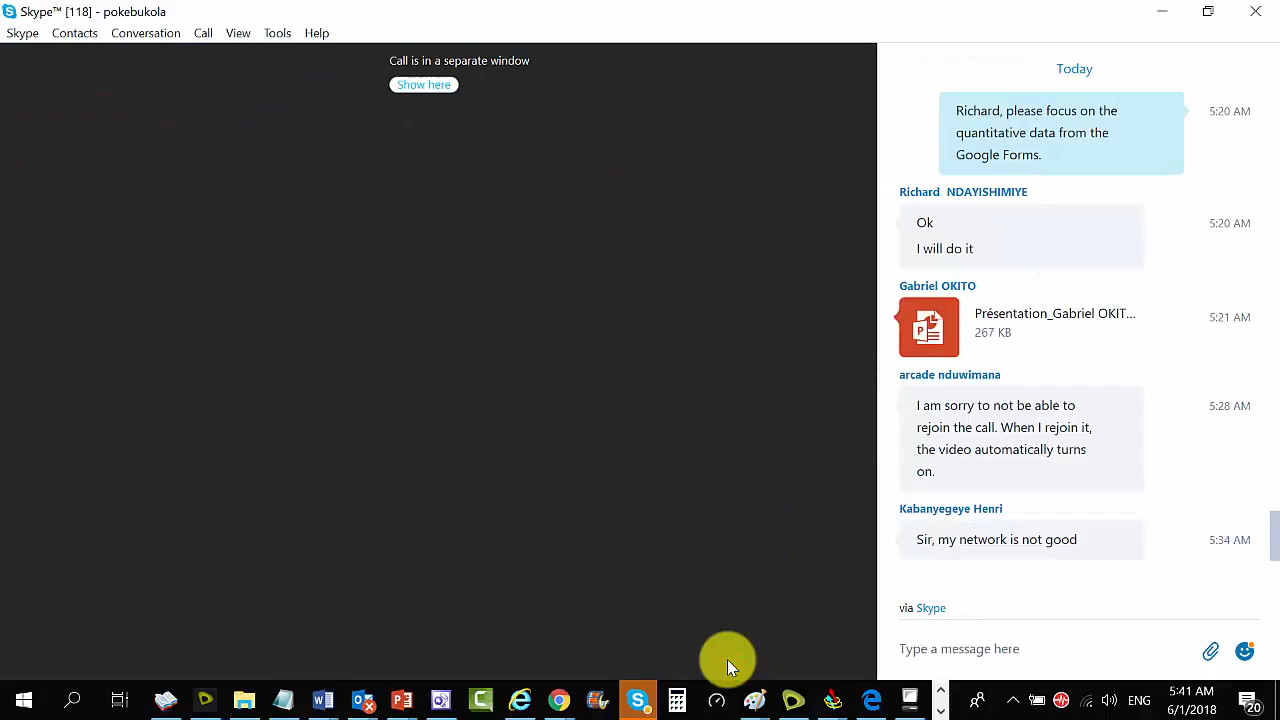 Skype™ [118] - pokebukola
Skype Contacts Conversation Call View Tools Help
Call is in a separate window
Show here
Today
Richard, please focus on the
quantitative data from the
Google Forms.
5:20 AM
Richard NDAYISHIMIYE
Ok
5:20 AM
I will do it
Gabriel OKITO
Présentation_Gabriel OKIT...
267 KB
5:21 AM
arcade nduwimana
I am sorry to not be able to
rejoin the call. When I rejoin it,
the video automatically turns
on.
5:28 AM
Kabanyegeye Henri
Sir, my network is not good
5:34 AM
via Skype
Type a message here
ENG
5:41 AM
6/1/2018
20